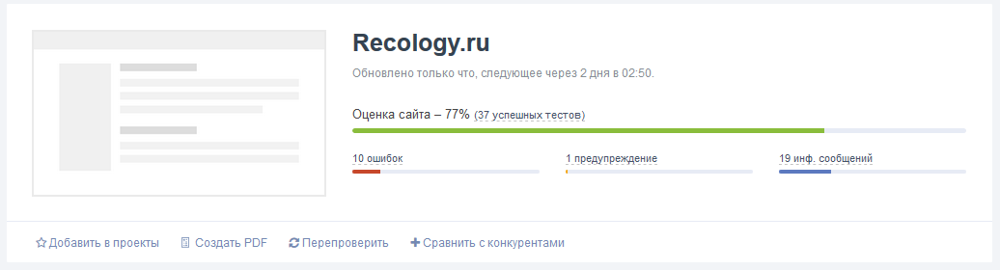 Recology.ru
Обновлено только что, следующее через 2 дня в 02:50.
Оценка сайта – 77% (37 успешных тестов)
10 ошибок 1 предупреждение 19 инф. сообщений
Добавить в проекты Создать PDF Перепроверить Сравнить с конкурентами